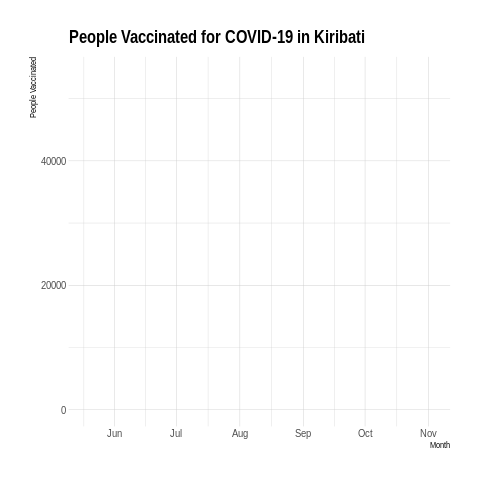 People Vaccinated for COVID-19 in Kiribati
People Vaccinated
40000
20000
0
Jun Jul Aug Sep Oct Nov
Month